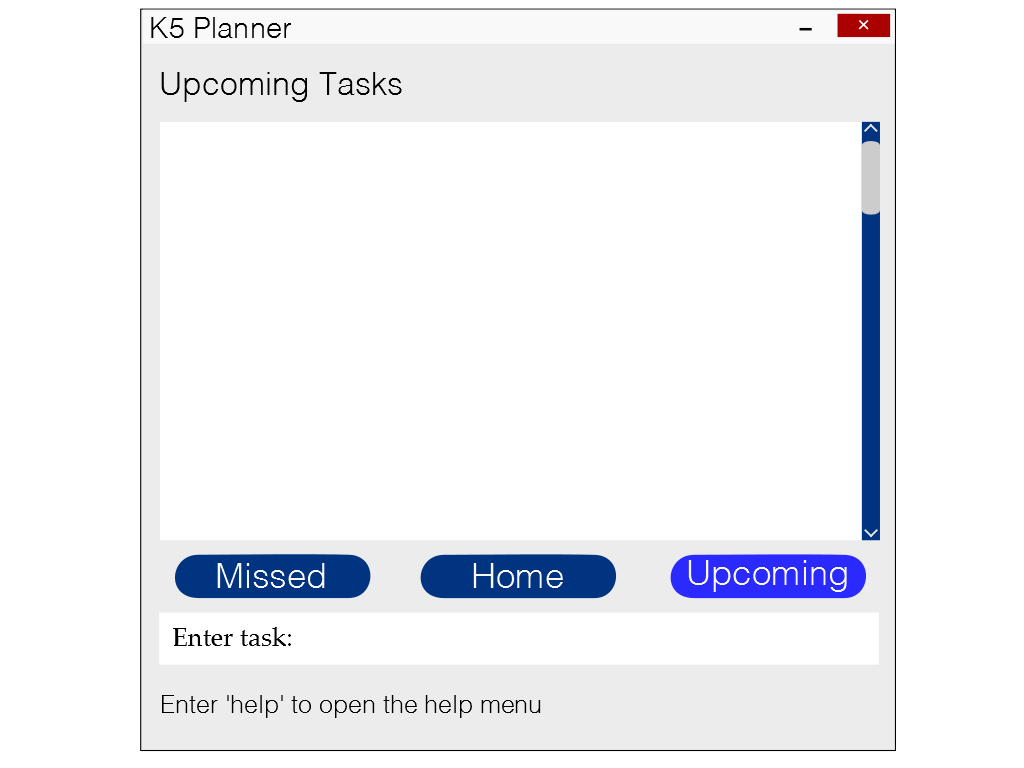 K5 Planner
Upcoming Tasks
Missed
Home
Upcoming
Enter task:
Enter 'help' to open the help menu